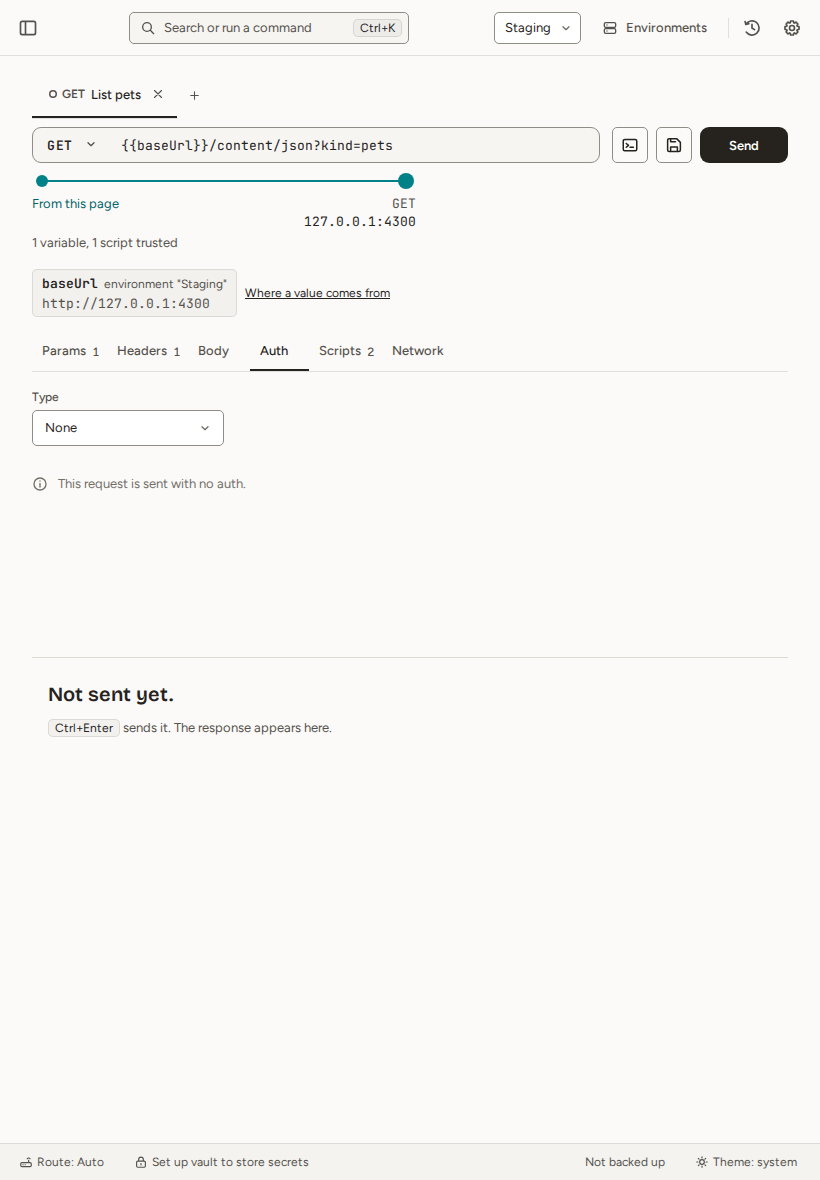 Search or run a command Ctrl+K Staging Environments
GET List pets
GET {{baseUrl}}/content/json?kind=pets Send
From this page GET
127.0.0.1:4300
1 variable, 1 script trusted
baseUrl environment "Staging"
http://127.0.0.1:4300
Where a value comes from
Params 1 Headers 1 Body Auth Scripts 2 Network
Type
None
This request is sent with no auth.
Not sent yet.
Ctrl+Enter sends it. The response appears here.
Route: Auto Set up vault to store secrets Not backed up Theme: system